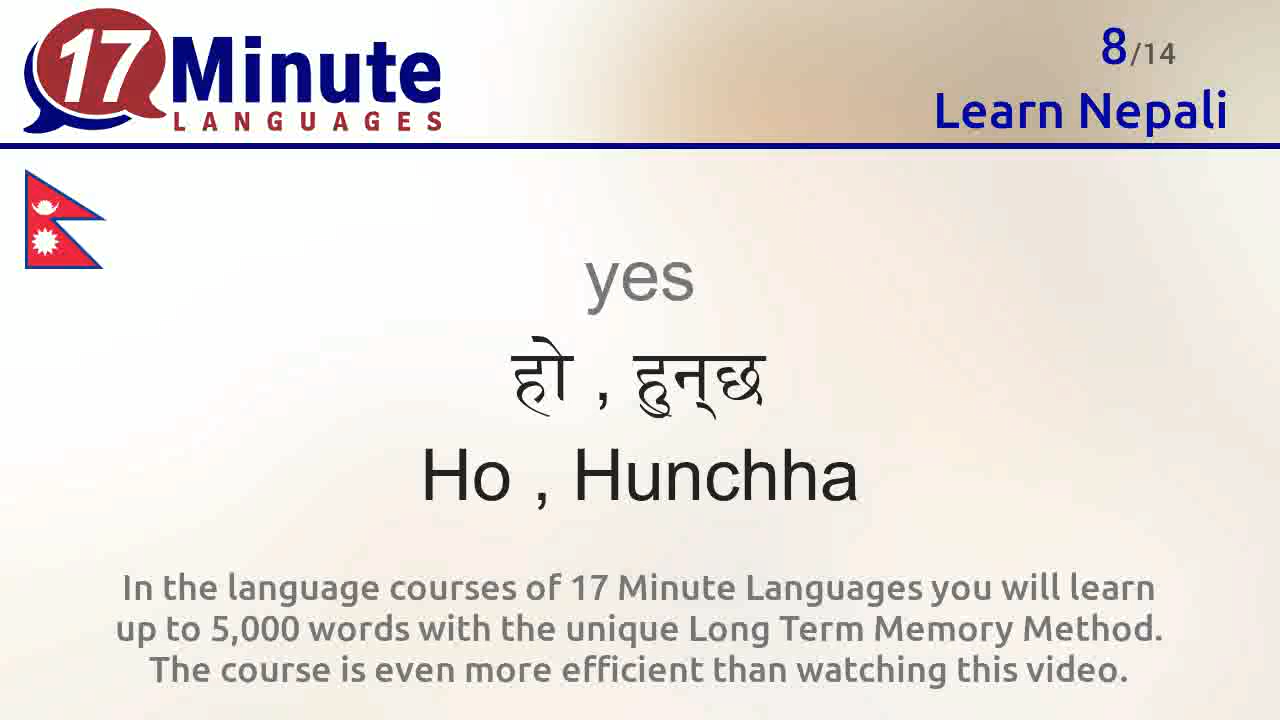 17 Minute
LANGUAGES
8/14
Learn Nepali
yes
हो , हुन्‌छ
Ho , Hunchha
In the language courses of 17 Minute Languages you will learn
up to 5,000 words with the unique Long Term Memory Method.
The course is even more efficient than watching this video.